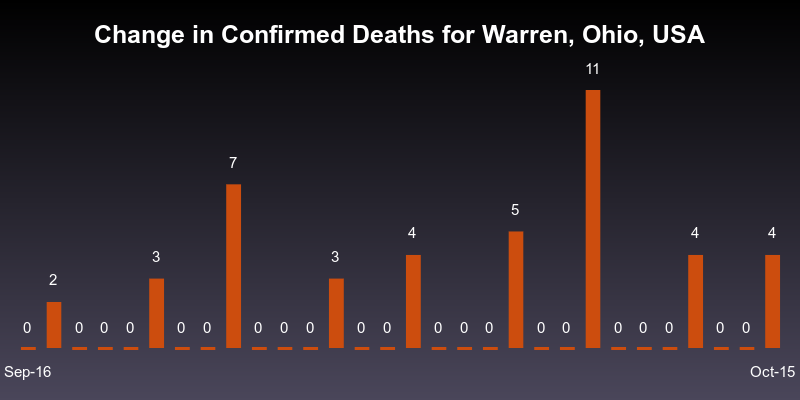 Change in Confirmed Deaths for Warren, Ohio, USA
0 2 0 0 0 3 0 0 7 0 0 0 3 0 0 4 0 0 0 5 0 0 11 0 0 0 4 0 0 4
Sep-16 Oct-15